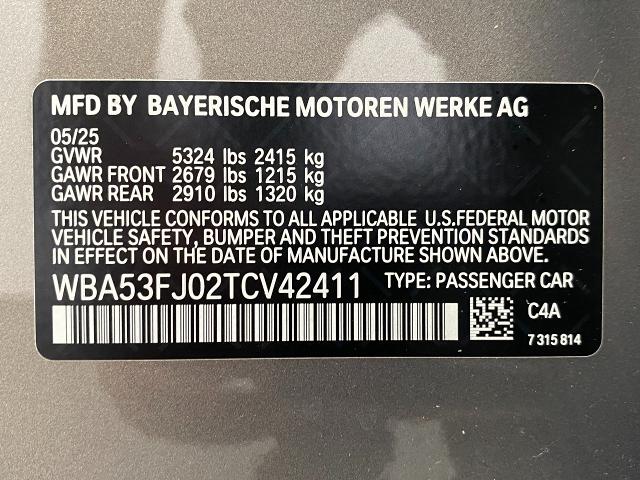 MFD BY BAYERISCHE MOTOREN WERKE AG
05/25
GVWR 5324 lbs 2415 kg
GAWR FRONT 2679 lbs 1215 kg
GAWR REAR 2910 lbs 1320 kg
THIS VEHICLE CONFORMS TO ALL APPLICABLE U.S.FEDERAL MOTOR
VEHICLE SAFETY, BUMPER AND THEFT PREVENTION STANDARDS
IN EFFECT ON THE DATE OF MANUFACTURE SHOWN ABOVE.
WBA53FJ02TCV42411 TYPE: PASSENGER CAR
C4A
7 315 814